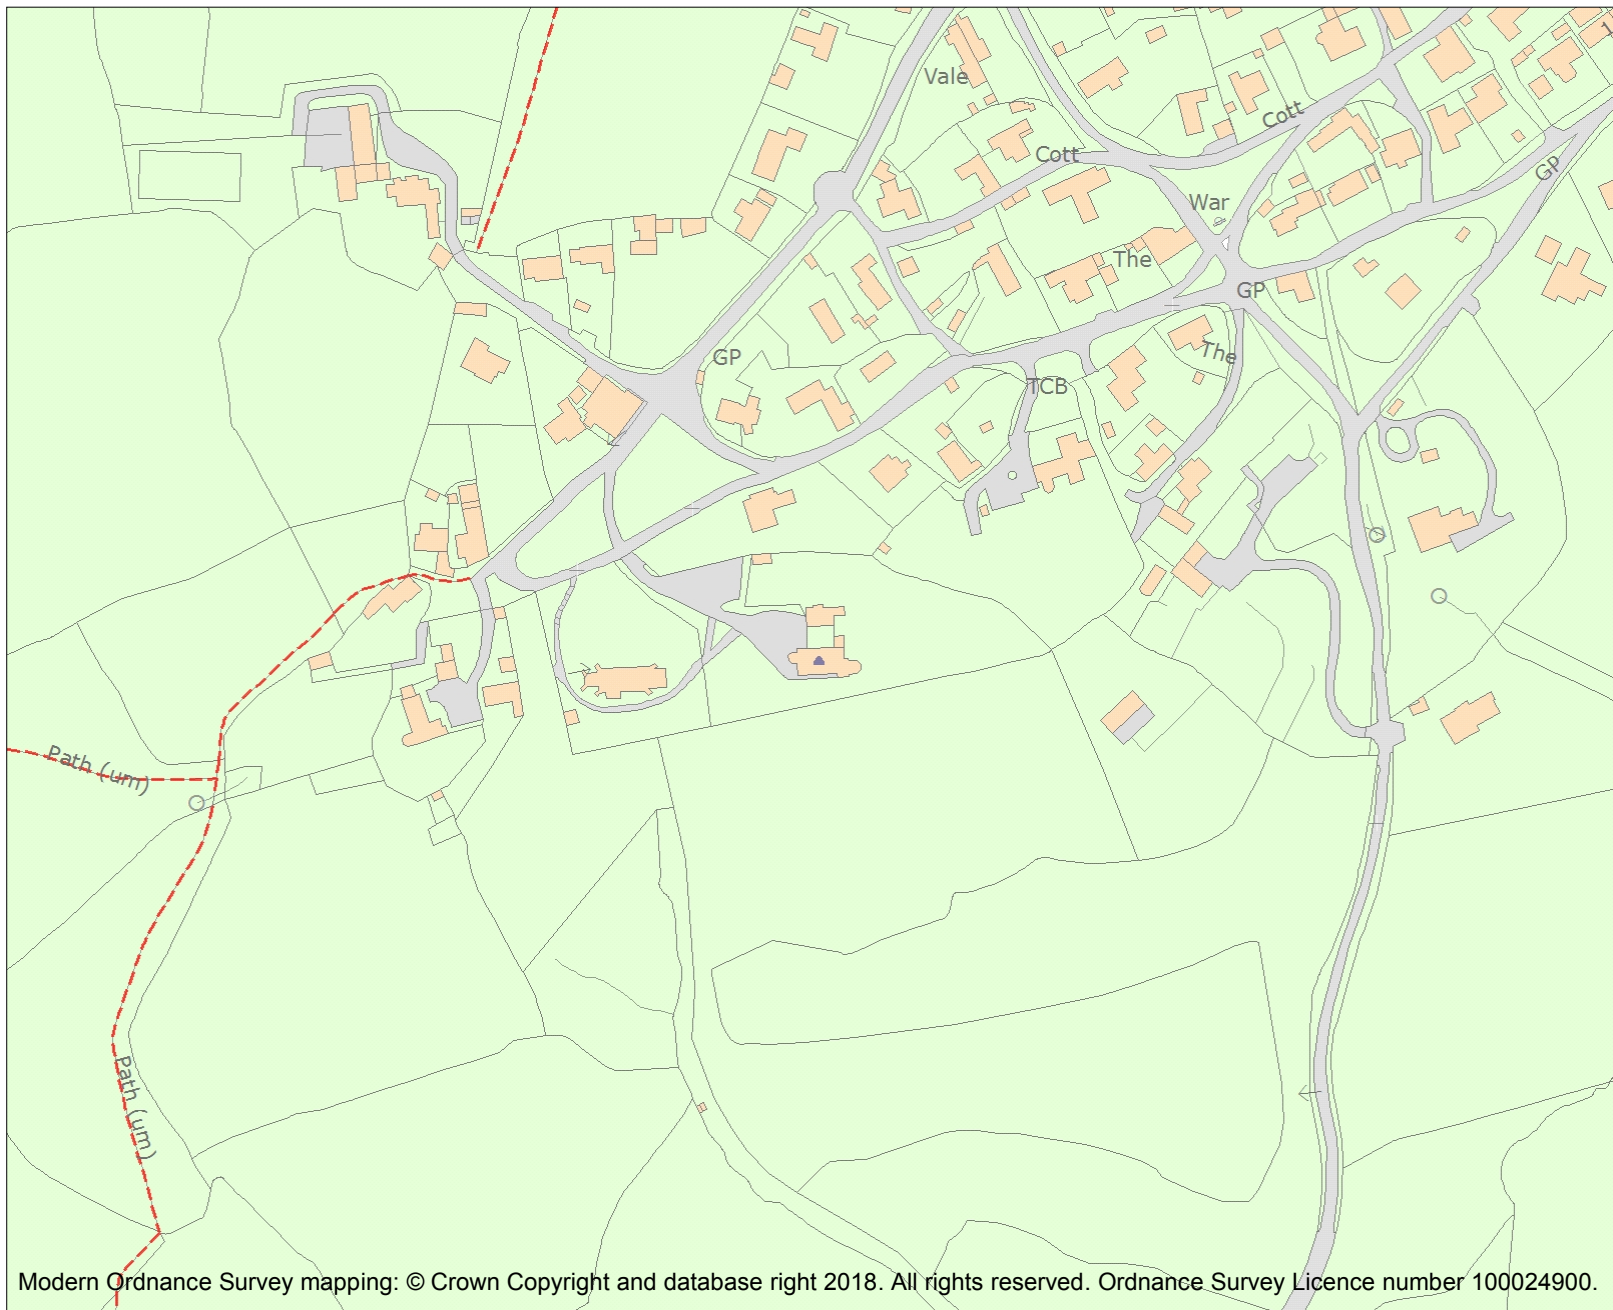 Vale
Cott
Cott
GP
War
The
GP
The
GP
TCB
Path (um)
Path (um)
Modern Ordnance Survey mapping: © Crown Copyright and database right 2018. All rights reserved. Ordnance Survey Licence number 100024900.